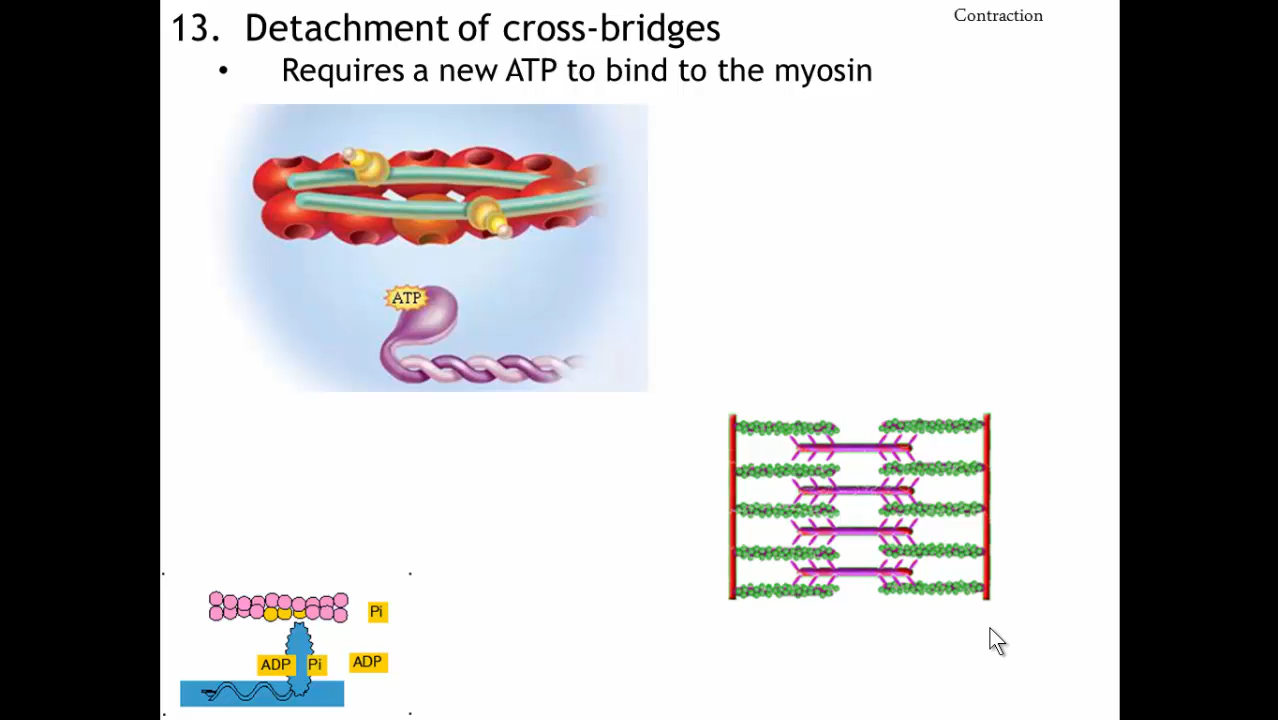 Contraction
13. Detachment of cross-bridges
• Requires a new ATP to bind to the myosin
ATP
Pi
ADP Pi ADP